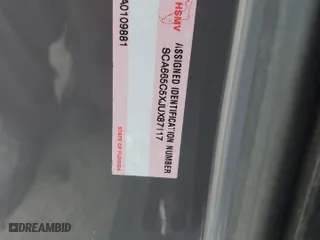 HSMV
ASSIGNED IDENTIFICATION NUMBER
SCA665C5XJUX87117
A0109881
STATE OF FLORIDA
DREAMBID